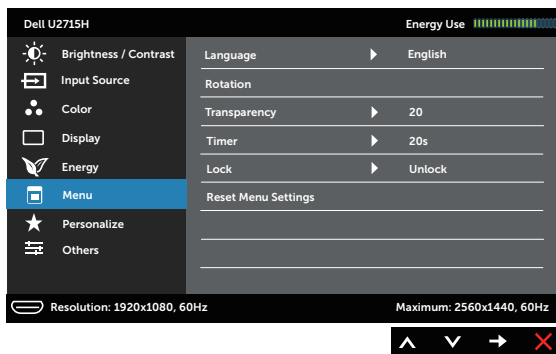 Dell U2715H Energy Use
Brightness / Contrast
Input Source
Color
Display
Energy
Menu
Personalize
Others
Language English
Rotation
Transparency 20
Timer 20s
Lock Unlock
Reset Menu Settings
Resolution: 1920x1080, 60Hz Maximum: 2560x1440, 60Hz